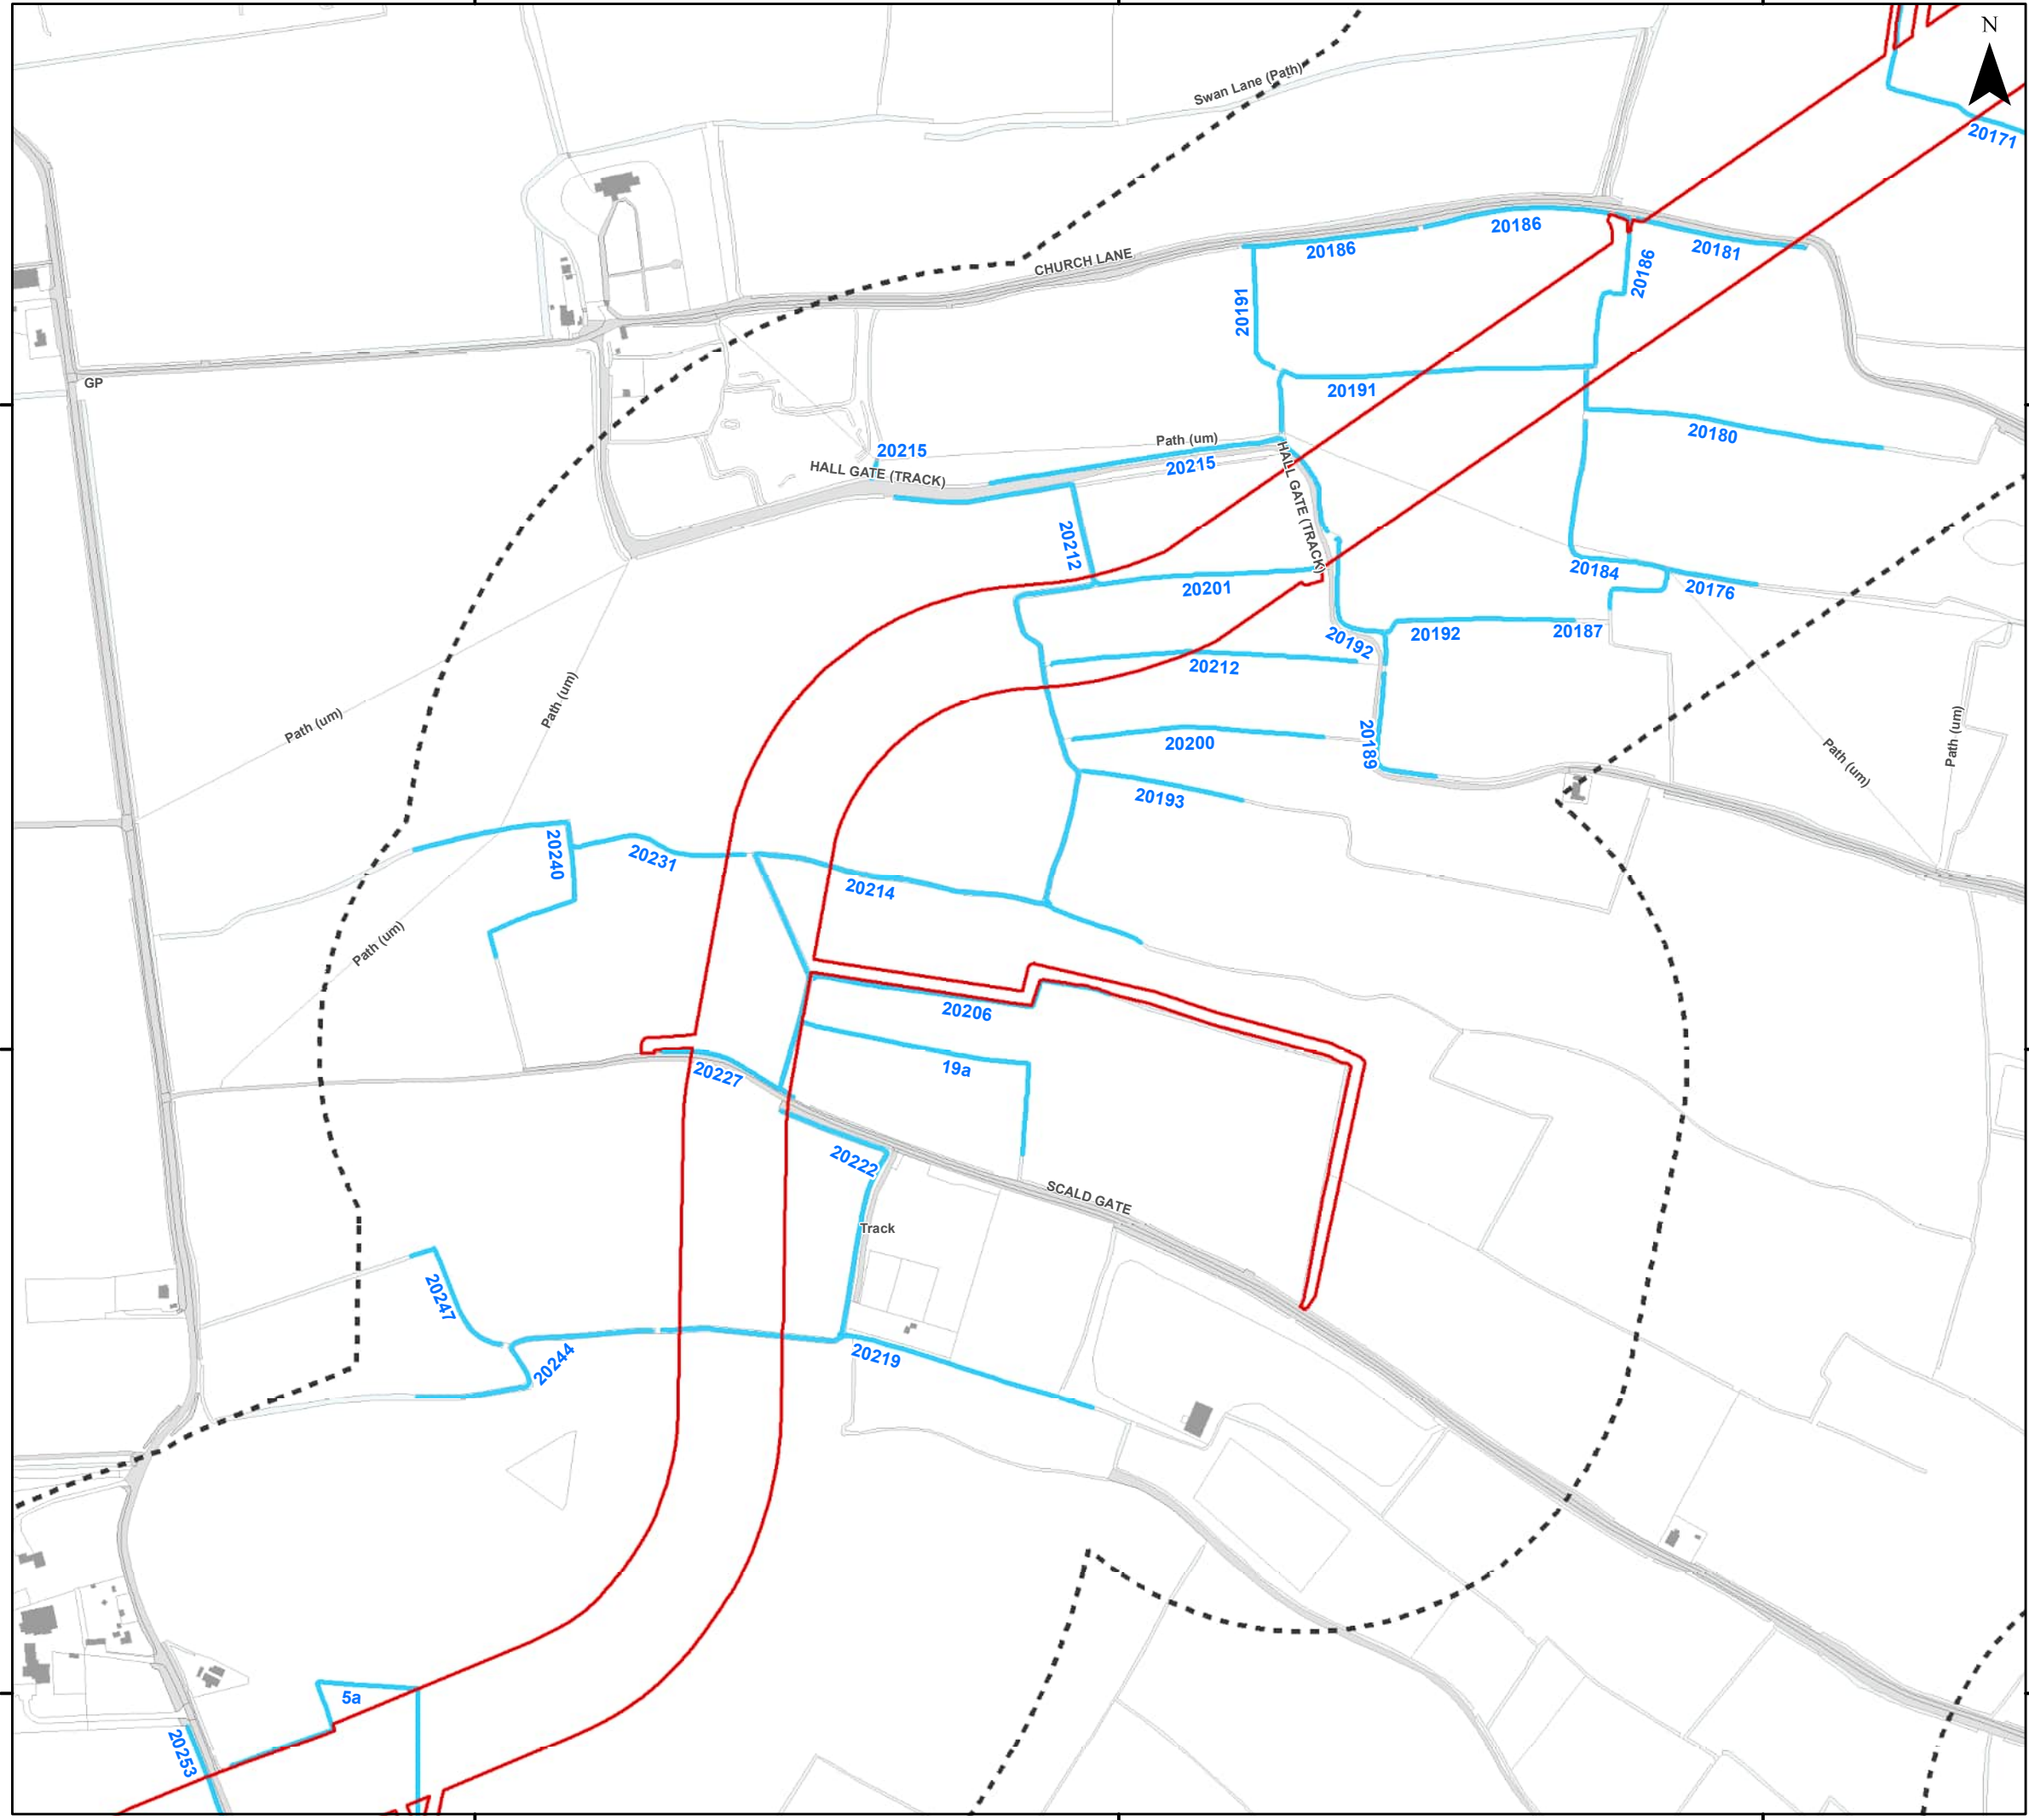 N
Swan Lane (Path)
20171
20186
20186
20181
CHURCH LANE
20186
20191
GP
20191
20180
Path (um)
20215
HALL GATE (TRACK)
20215
HALL GATE (TRACK)
20212
20201
20184
20176
20192
20192
20187
20212
Path (um)
Path (um)
20200
20189
Path (um)
Path (um)
20193
20240
20231
20214
Path (um)
20206
19a
20227
20222
SCALD GATE
Track
20247
20244
20219
5a
20253